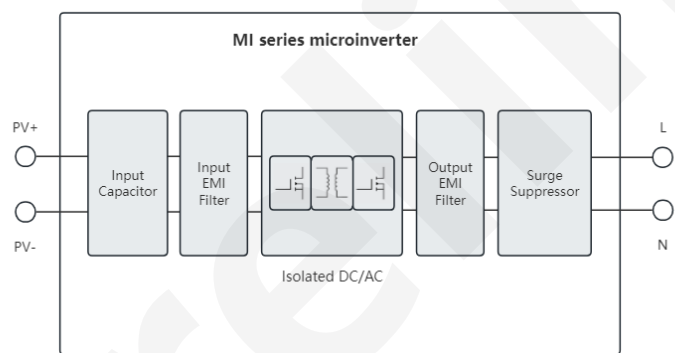 MI series microinverter
PV+
L
Input
Capacitor
Input
EMI
Filter
Output
EMI
Filter
Surge
Suppressor
PV-
N
Isolated DC/AC